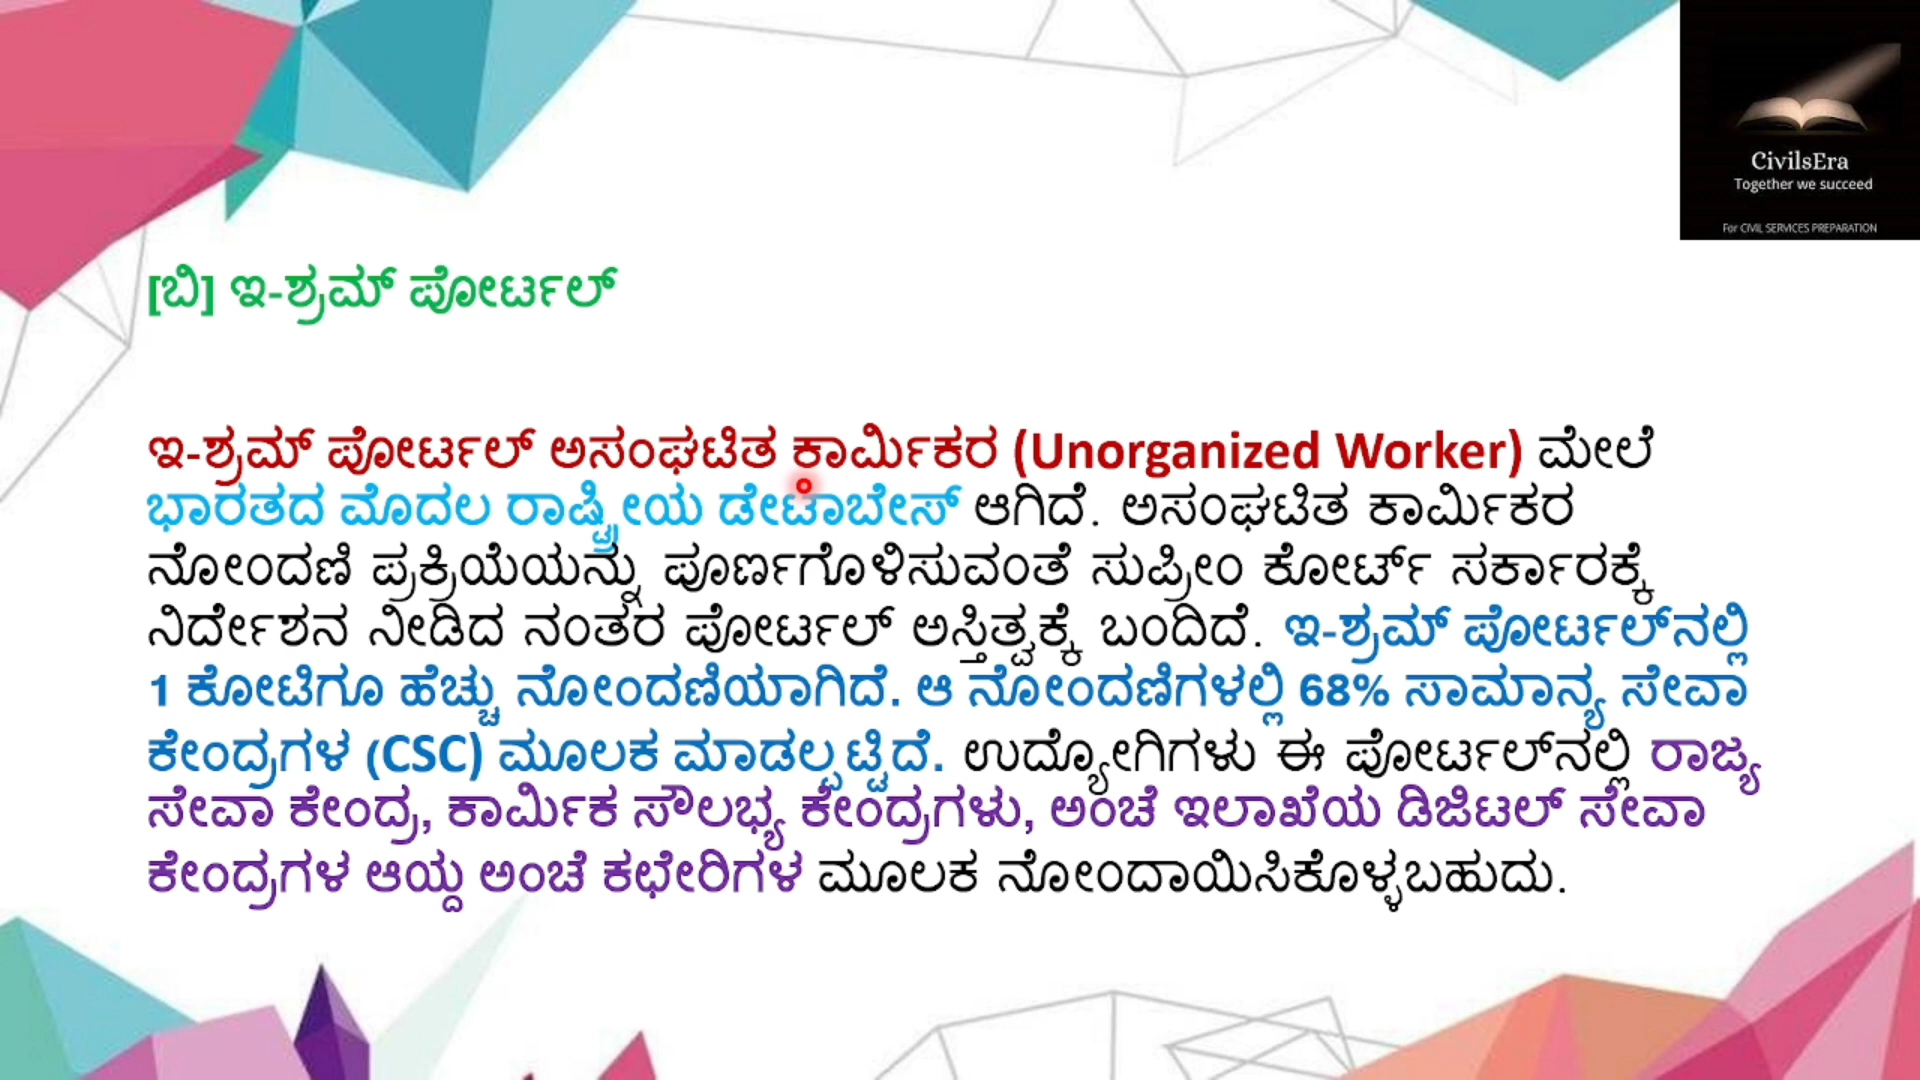 CivilsEra
Together we succeed
For CIVIL SERVICES PREPARATION
[ಬಿ] ಇ-ಶ್ರಮ್ ಪೋರ್ಟಲ್
ಇ-ಶ್ರಮ್ ಪೋರ್ಟಲ್ ಅಸಂಘಟಿತ ಕಾರ್ಮಿಕರ (Unorganized Worker) ಮೇಲೆ
ಭಾರತದ ಮೊದಲ ರಾಷ್ಟ್ರೀಯ ಡೇಟಾಬೇಸ್ ಆಗಿದೆ. ಅಸಂಘಟಿತ ಕಾರ್ಮಿಕರ
ನೋಂದಣಿ ಪ್ರಕ್ರಿಯೆಯನ್ನು ಪೂರ್ಣಗೊಳಿಸುವಂತೆ ಸುಪ್ರೀಂ ಕೋರ್ಟ್ ಸರ್ಕಾರಕ್ಕೆ
ನಿರ್ದೇಶನ ನೀಡಿದ ನಂತರ ಪೋರ್ಟಲ್ ಅಸ್ತಿತ್ವಕ್ಕೆ ಬಂದಿದೆ. ಇ-ಶ್ರಮ್ ಪೋರ್ಟಲ್‌ನಲ್ಲಿ
1 ಕೋಟಿಗೂ ಹೆಚ್ಚು ನೋಂದಣಿಯಾಗಿದೆ. ಆ ನೋಂದಣಿಗಳಲ್ಲಿ 68% ಸಾಮಾನ್ಯ ಸೇವಾ
ಕೇಂದ್ರಗಳ (CSC) ಮೂಲಕ ಮಾಡಲ್ಪಟ್ಟಿದೆ. ಉದ್ಯೋಗಿಗಳು ಈ ಪೋರ್ಟಲ್‌ನಲ್ಲಿ ರಾಜ್ಯ
ಸೇವಾ ಕೇಂದ್ರ, ಕಾರ್ಮಿಕ ಸೌಲಭ್ಯ ಕೇಂದ್ರಗಳು, ಅಂಚೆ ಇಲಾಖೆಯ ಡಿಜಿಟಲ್ ಸೇವಾ
ಕೇಂದ್ರಗಳ ಆಯ್ದ ಅಂಚೆ ಕಛೇರಿಗಳ ಮೂಲಕ ನೋಂದಾಯಿಸಿಕೊಳ್ಳಬಹುದು.